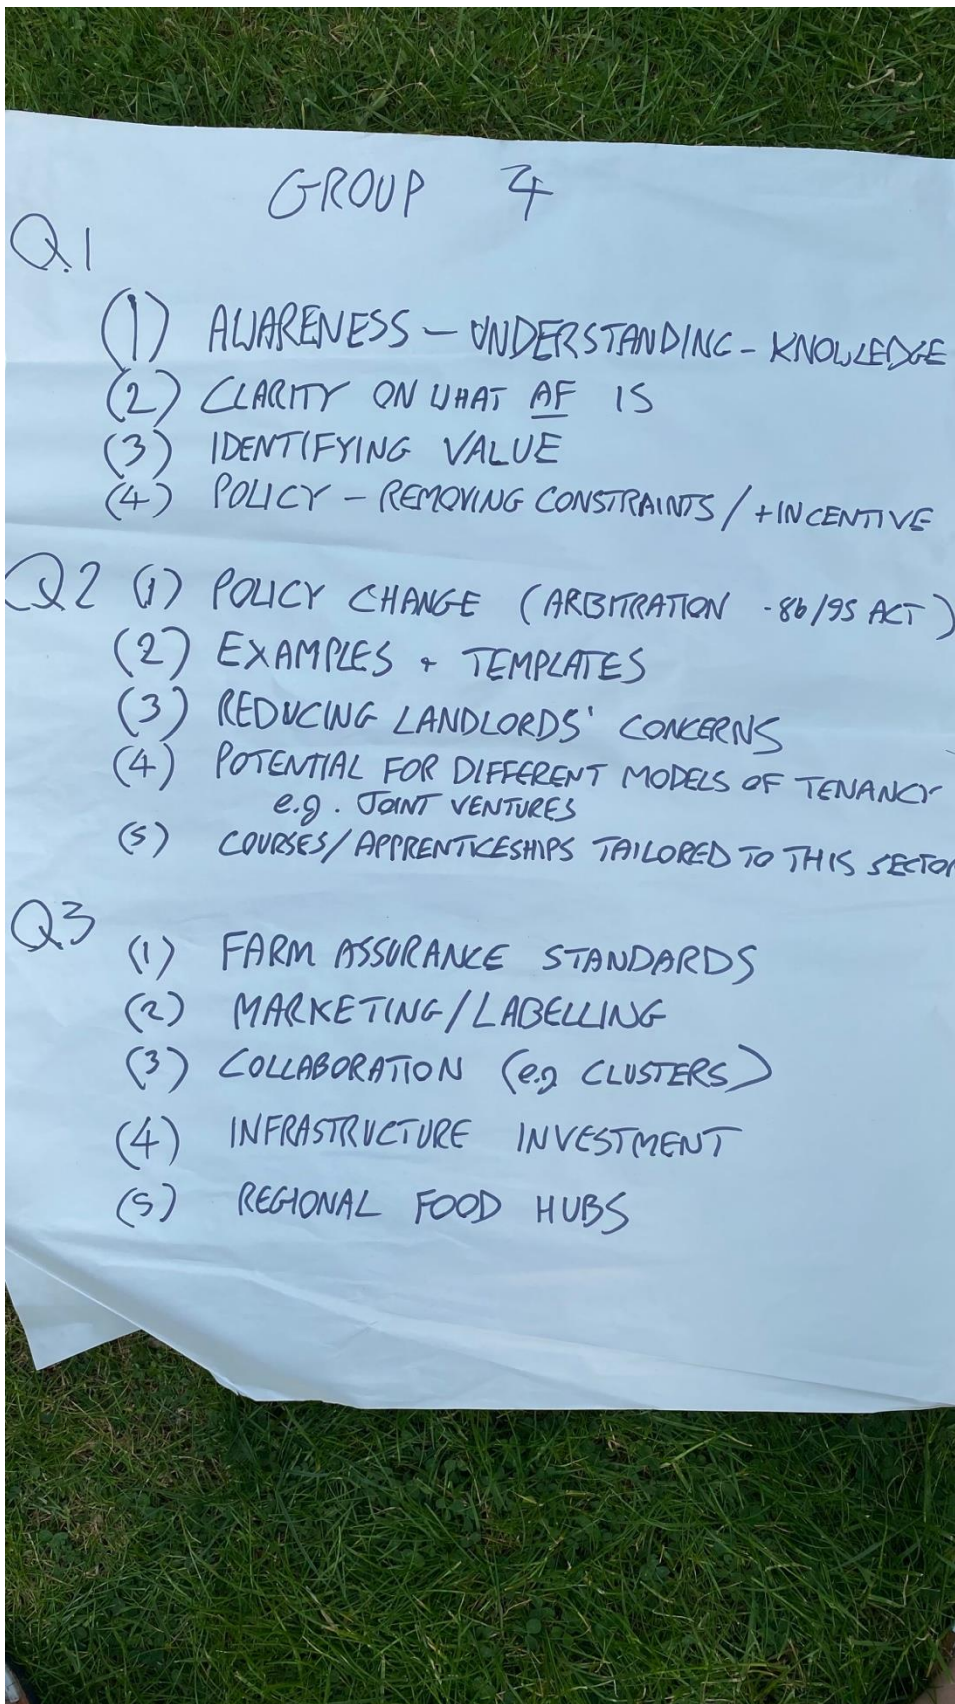 GROUP 4
Q.1
(1) AWARENESS – UNDERSTANDING – KNOWLEDGE
(2) CLARITY ON WHAT AF IS
(3) IDENTIFYING VALUE
(4) POLICY – REMOVING CONSTRAINTS / + INCENTIVE
Q2 (1) POLICY CHANGE (ARBITRATION - 86/95 ACT)
(2) EXAMPLES + TEMPLATES
(3) REDUCING LANDLORDS' CONCERNS
(4) POTENTIAL FOR DIFFERENT MODELS OF TENANCY
e.g. JOINT VENTURES
(5) COURSES/APPRENTICESHIPS TAILORED TO THIS SECTOR
Q3
(1) FARM ASSURANCE STANDARDS
(2) MARKETING/LABELLING
(3) COLLABORATION (e.g CLUSTERS)
(4) INFRASTRUCTURE INVESTMENT
(5) REGIONAL FOOD HUBS